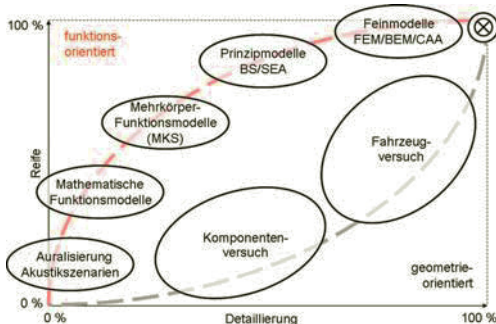 100 %
funktions-
orientiert
Feinmodelle
FEM/BEM/CAA
Prinzipmodelle
BS/SEA
Mehrkörper-
Funktionsmodelle
(MKS)
Fahrzeug-
versuch
Reife
Mathematische
Funktionsmodelle
Komponenten-
versuch
Auralisierung
Akustikszenarien
geometrie-
orientiert
0 %
0 %
Detaillierung
100 %